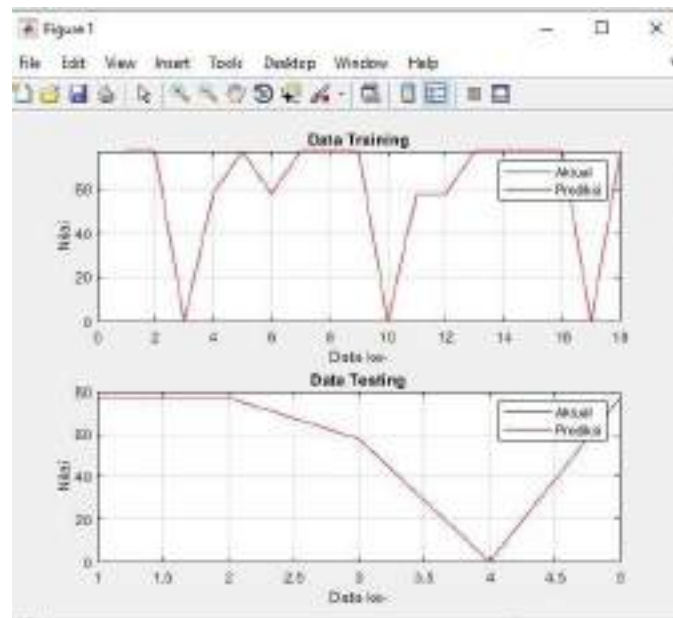 Figure 1
File Edit View Insert Tools Desktop Window Help
Data Training
Aktual
Prediksi
Nilai
60
40
20
0
0 2 4 6 8 10 12 14 16 18
Data ke-
Data Testing
Aktual
Prediksi
Nilai
80
60
40
20
0
1 1.5 2 2.5 3 3.5 4 4.5 5
Data ke-